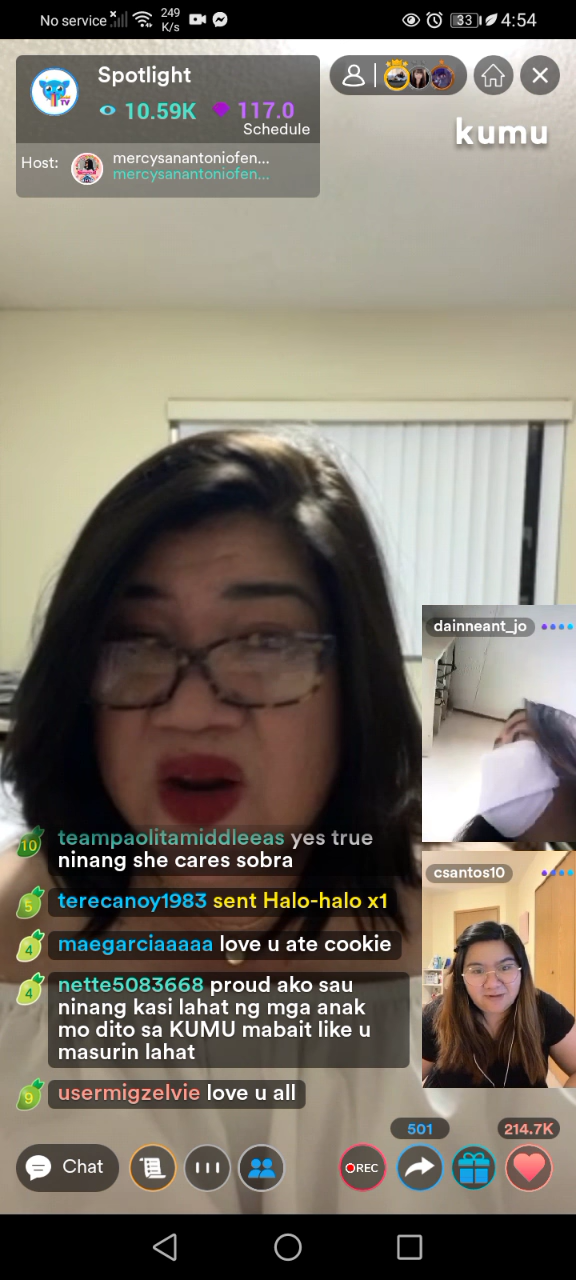 No service 249 K/s 33 4:54
Spotlight
10.59K 117.0
Schedule
kumu
Host: mercysanantoniofen...
mercysanantoniofen...
dainneant_jo
10 teampaolitamiddleeas yes true
ninang she cares sobra
csantos10
5 terecanoy1983 sent Halo-halo x1
4 maegarciaaaaa love u ate cookie
4 nette5083668 proud ako sau
ninang kasi lahat ng mga anak
mo dito sa KUMU mabait like u
masurin lahat
9 usermigzelvie love u all
501 214.7K
Chat REC